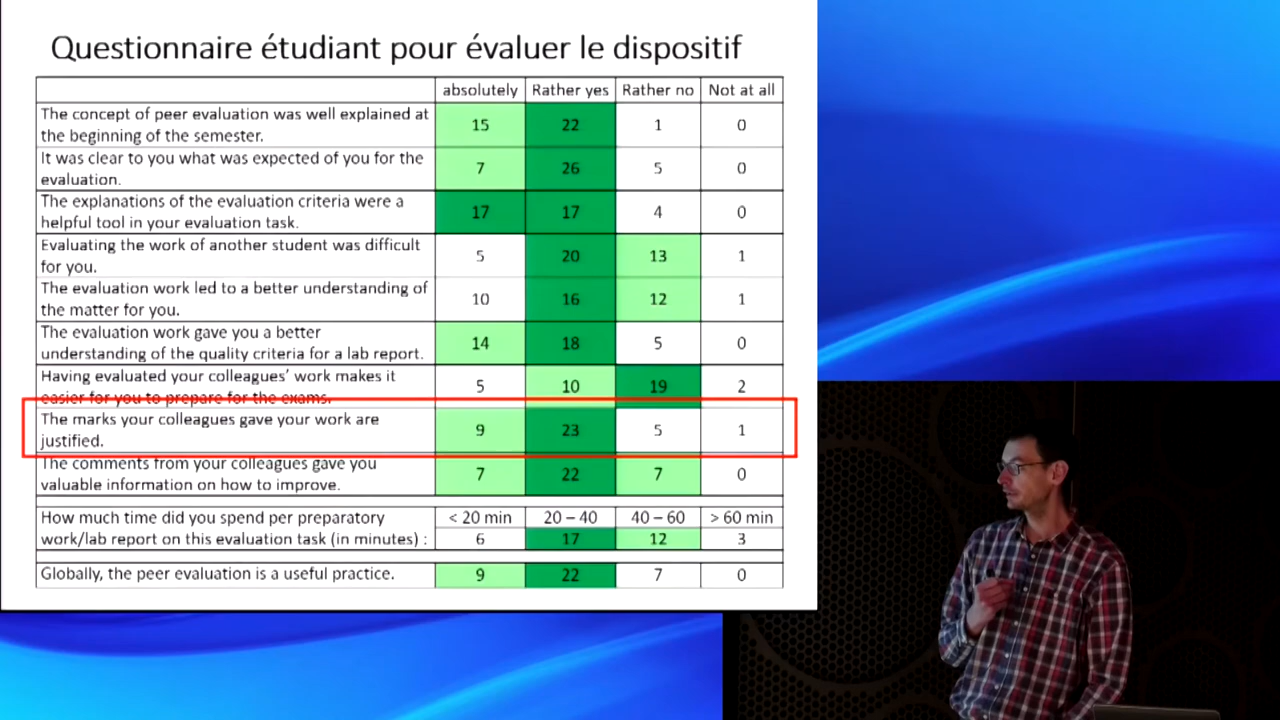 Questionnaire étudiant pour évaluer le dispositif
absolutely Rather yes Rather no Not at all
The concept of peer evaluation was well explained at
the beginning of the semester.
15 22 1 0
It was clear to you what was expected of you for the
evaluation.
7 26 5 0
The explanations of the evaluation criteria were a
helpful tool in your evaluation task.
17 17 4 0
Evaluating the work of another student was difficult
for you.
5 20 13 1
The evaluation work led to a better understanding of
the matter for you.
10 16 12 1
The evaluation work gave you a better
understanding of the quality criteria for a lab report.
14 18 5 0
Having evaluated your colleagues' work makes it
easier for you to prepare for the exams.
5 10 19 2
The marks your colleagues gave your work are
justified.
9 23 5 1
The comments from your colleagues gave you
valuable information on how to improve.
7 22 7 0
How much time did you spend per preparatory
work/lab report on this evaluation task (in minutes) :
< 20 min 20 – 40 40 – 60 > 60 min
6 17 12 3
Globally, the peer evaluation is a useful practice.
9 22 7 0